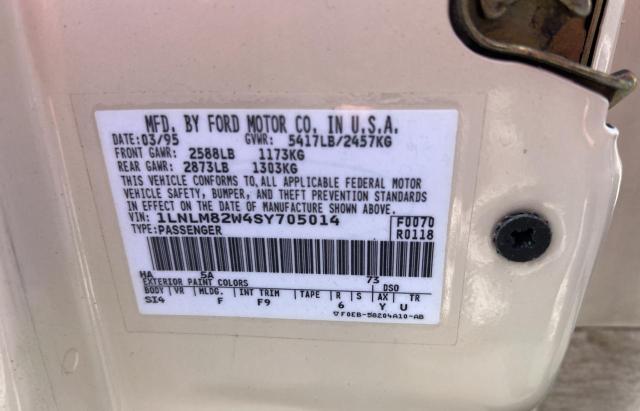 MFD. BY FORD MOTOR CO. IN U.S.A.
DATE: 03/95 GVWR: 5417LB/2457KG
FRONT GAWR: 2588LB 1173KG
REAR GAWR: 2873LB 1303KG
THIS VEHICLE CONFORMS TO ALL APPLICABLE FEDERAL MOTOR
VEHICLE SAFETY, BUMPER, AND THEFT PREVENTION STANDARDS
IN EFFECT ON THE DATE OF MANUFACTURE SHOWN ABOVE.
VIN: 1LNLM82W4SY705014 F0070
TYPE: PASSENGER R0118
HA 5A 73
EXTERIOR PAINT COLORS DSO
BODY VR MLDG. INT TRIM TAPE R S AX TR
SI4 F F9 6 Y U
▽F0EB-58204A10-AB